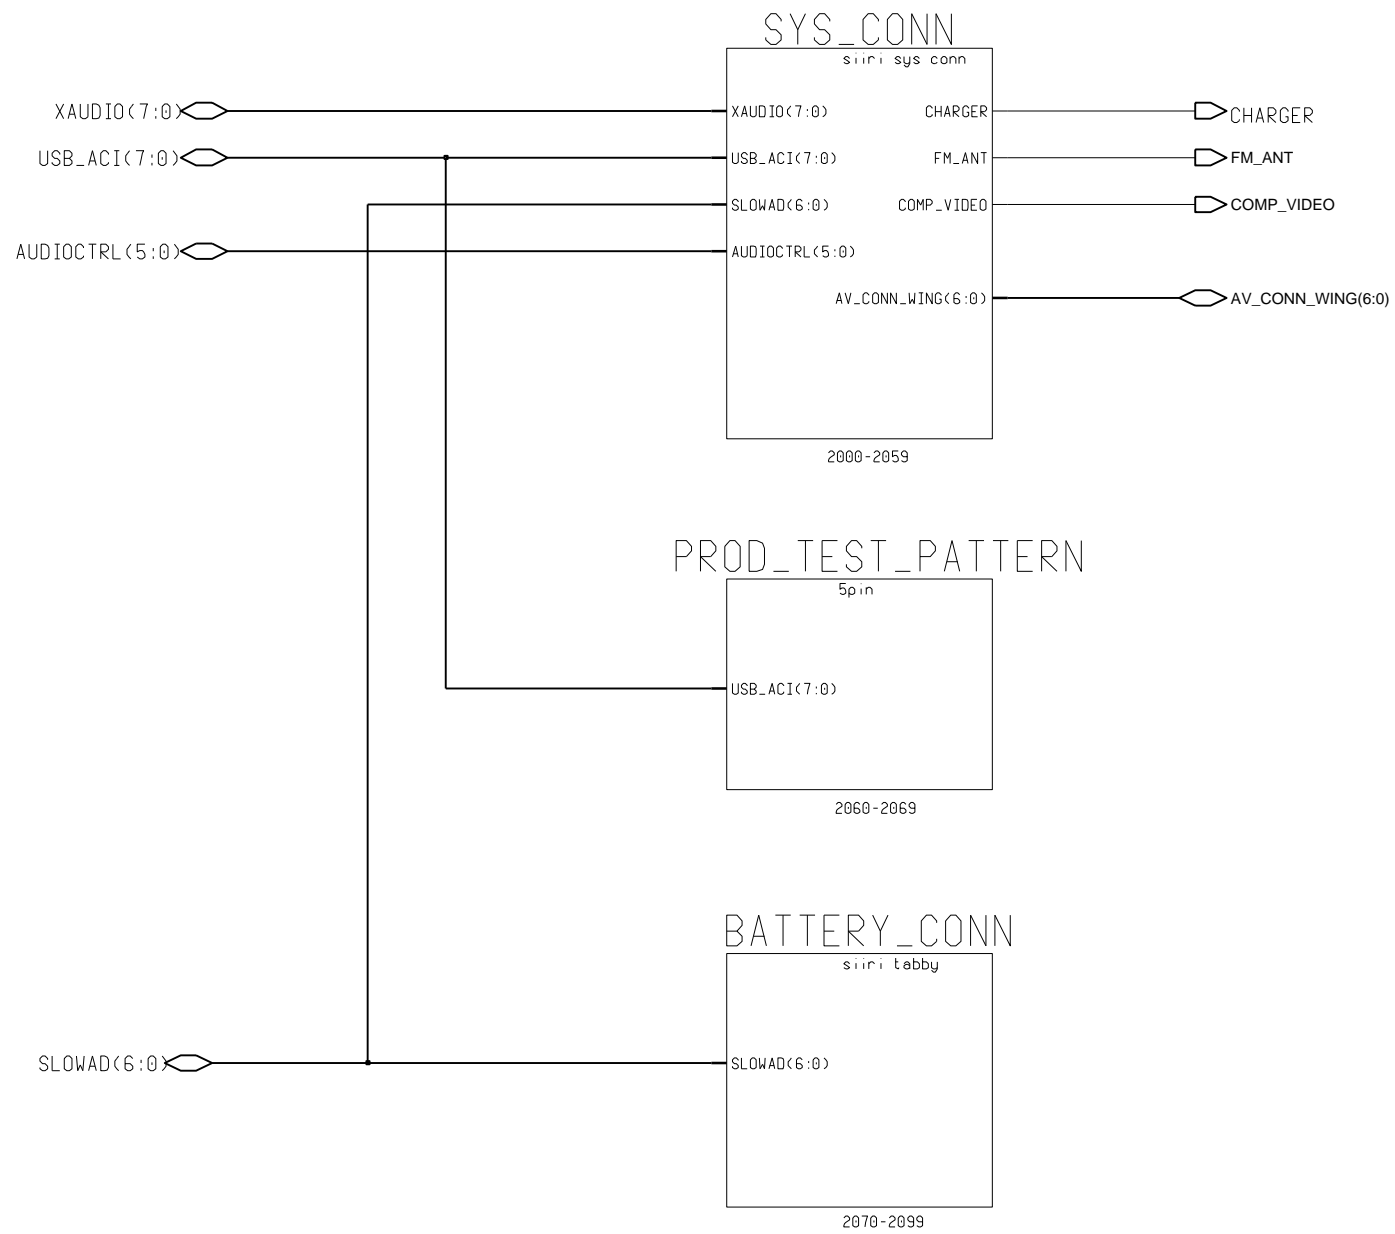 SYS_CONN
siiri sys conn
XAUDIO(7:0) XAUDIO(7:0) CHARGER CHARGER
USB_ACI(7:0) USB_ACI(7:0) FM_ANT FM_ANT
SLOWAD(6:0) COMP_VIDEO COMP_VIDEO
AUDIOCTRL(5:0) AUDIOCTRL(5:0)
AV_CONN_WING(6:0) AV_CONN_WING(6:0)
2000-2059
PROD_TEST_PATTERN
5pin
USB_ACI(7:0)
2060-2069
BATTERY_CONN
siiri tabby
SLOWAD(6:0) SLOWAD(6:0)
2070-2099